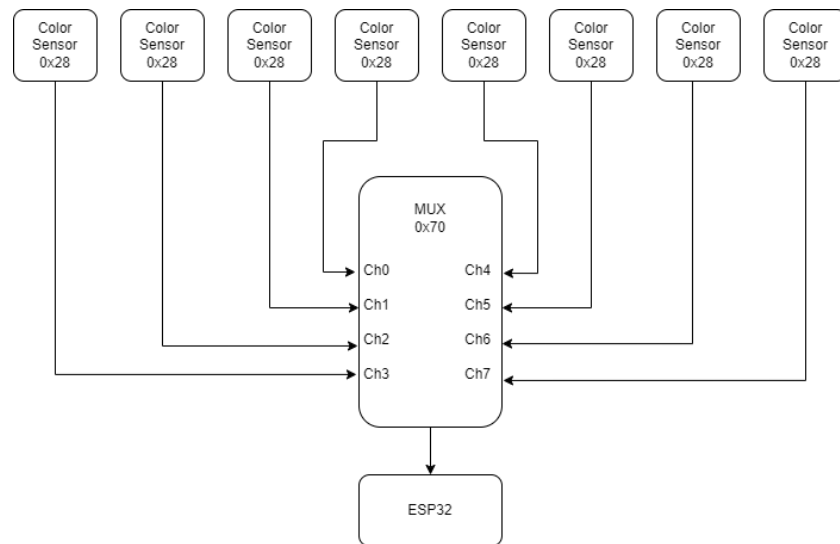 Color
Sensor
0x28
Color
Sensor
0x28
Color
Sensor
0x28
Color
Sensor
0x28
Color
Sensor
0x28
Color
Sensor
0x28
Color
Sensor
0x28
Color
Sensor
0x28
MUX
0x70
Ch0
Ch4
Ch1
Ch5
Ch2
Ch6
Ch3
Ch7
ESP32